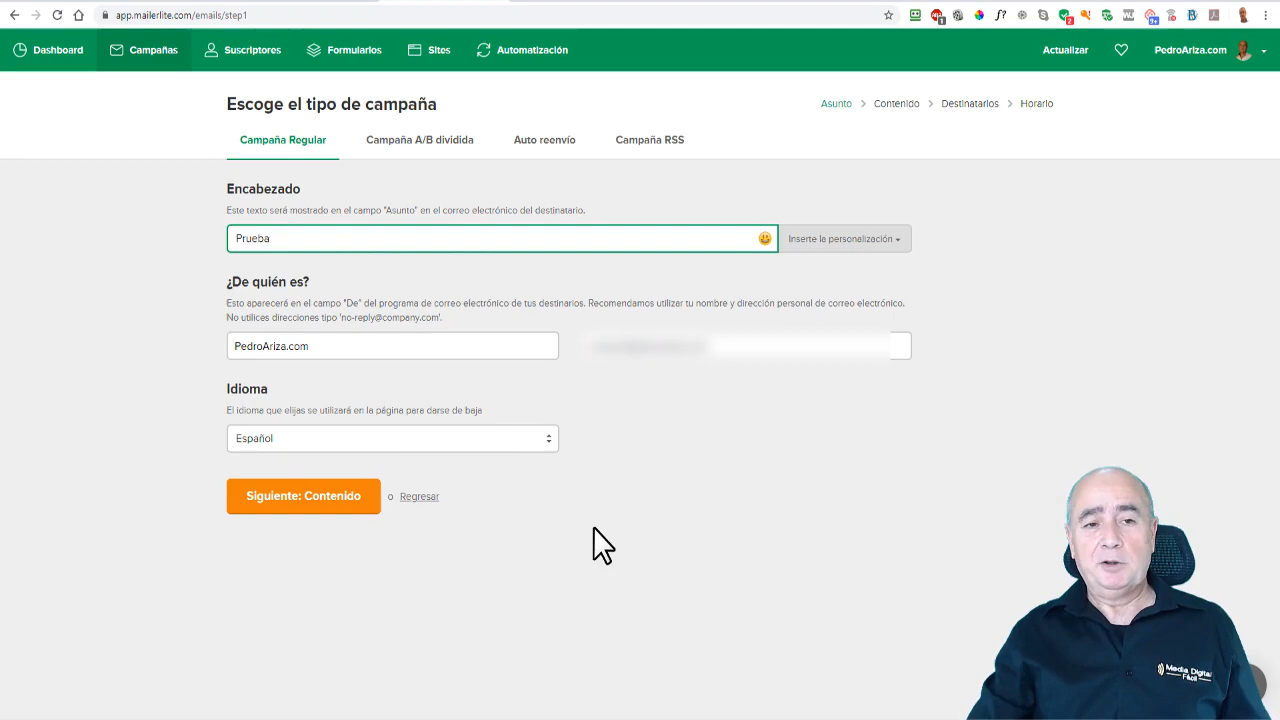 app.mailerlite.com/emails/step1
Dashboard
Campañas
Suscriptores
Formularios
Sites
Automatización
Actualizar
PedroAriza.com
Escoge el tipo de campaña
Asunto > Contenido > Destinatarios > Horario
Campaña Regular
Campaña A/B dividida
Auto reenvío
Campaña RSS
Encabezado
Este texto será mostrado en el campo "Asunto" en el correo electrónico del destinatario.
Prueba
Inserte la personalización
¿De quién es?
Esto aparecerá en el campo "De" del programa de correo electrónico de tus destinarios. Recomendamos utilizar tu nombre y dirección personal de correo electrónico.
No utilices direcciones tipo 'no-reply@company.com'.
PedroAriza.com
Idioma
El idioma que elijas se utilizará en la página para darse de baja
Español
Siguiente: Contenido
o Regresar
Media Digital
Fácil